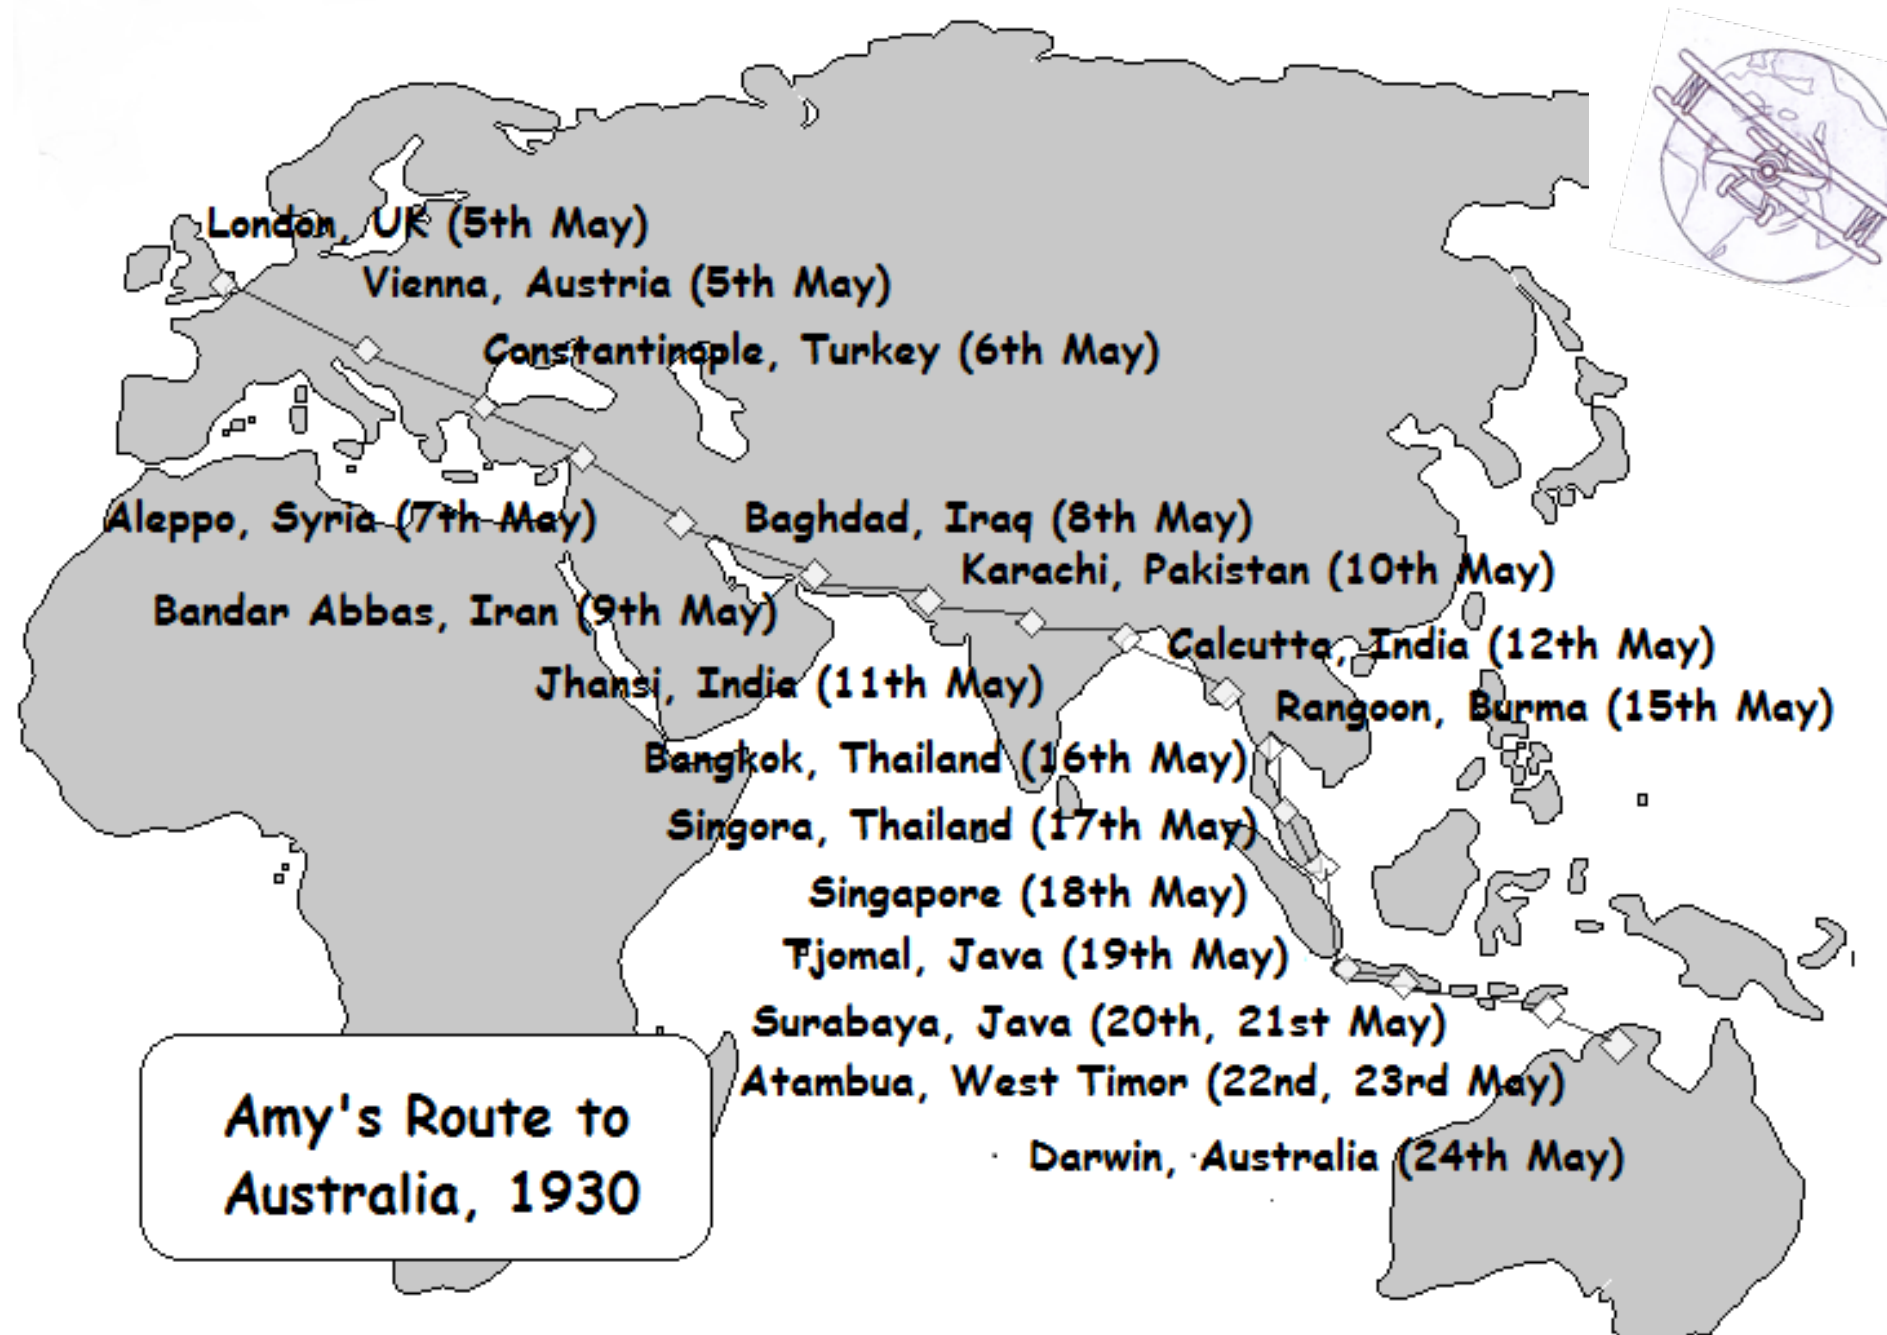 London, UK (5th May)
Vienna, Austria (5th May)
Constantinople, Turkey (6th May)
Aleppo, Syria (7th May)
Baghdad, Iraq (8th May)
Bandar Abbas, Iran (9th May)
Karachi, Pakistan (10th May)
Jhansi, India (11th May)
Calcutta, India (12th May)
Rangoon, Burma (15th May)
Bangkok, Thailand (16th May)
Singora, Thailand (17th May)
Singapore (18th May)
Tjomal, Java (19th May)
Surabaya, Java (20th, 21st May)
Atambua, West Timor (22nd, 23rd May)
Darwin, Australia (24th May)
Amy's Route to
Australia, 1930